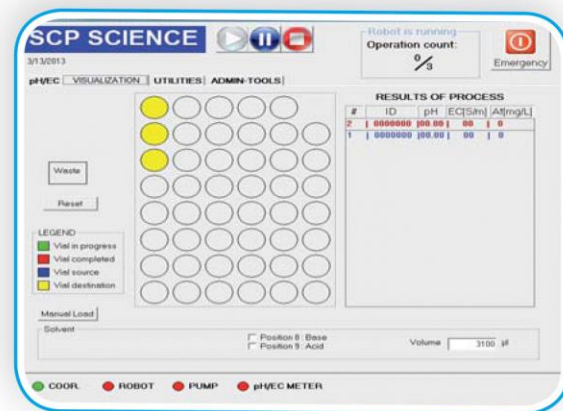 SCP SCIENCE
3/13/2013
Robot is running
Operation count:
0/3
Emergency
pH/EC VISUALIZATION UTILITIES ADMIN-TOOLS
RESULTS OF PROCESS
# ID pH EC[S/m] Af[mg/L]
2 0000000 00.00 00 0
1 0000000 00.00 00 0
Waste
Reset
LEGEND
Vial in progress
Vial completed
Vial source
Vial destination
Manual Load
Solvent
Position 8 : Base
Position 9 : Acid
Volume 3100 µl
COOR. ROBOT PUMP pH/EC METER